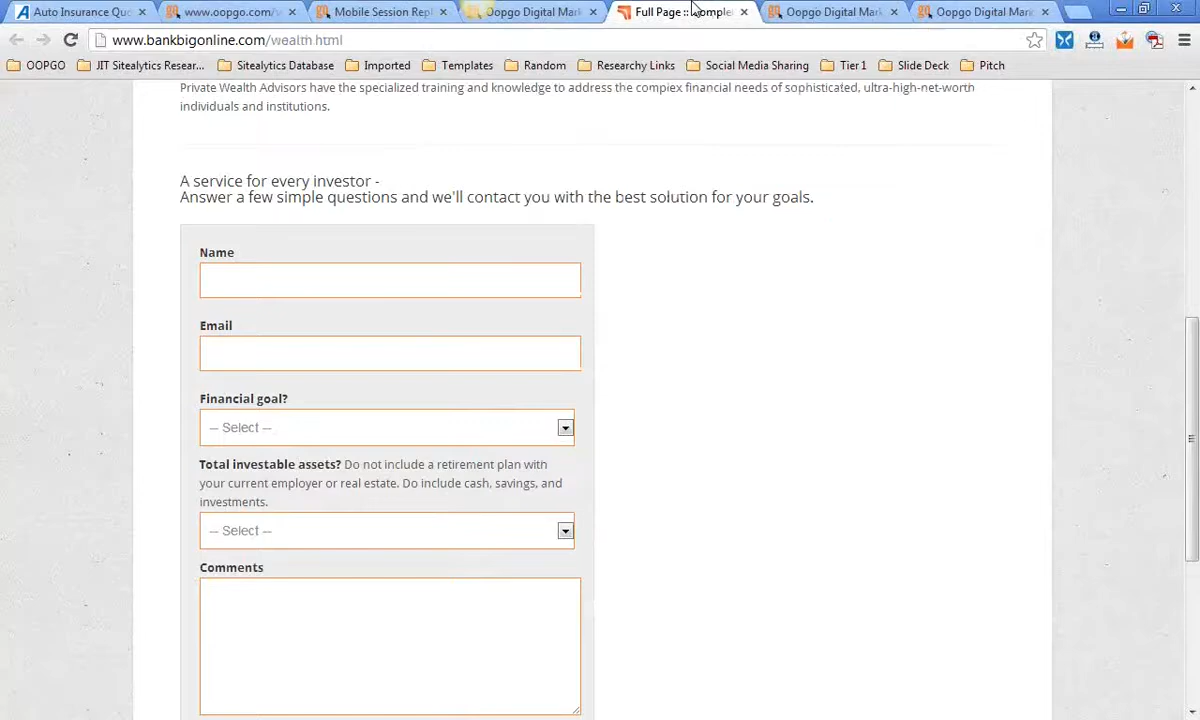 Auto Insurance Quo
www.oopgo.com/
Mobile Session Repl
Oopgo Digital Mark
Full Page :: Complet
Oopgo Digital Mark
Oopgo Digital Mark
www.bankbigonline.com/wealth.html
OOPGO
JIT Sitealytics Resear...
Sitealytics Database
Imported
Templates
Random
Researchy Links
Social Media Sharing
Tier 1
Slide Deck
Pitch
Private Wealth Advisors have the specialized training and knowledge to address the complex financial needs of sophisticated, ultra-high-net-worth
individuals and institutions.
A service for every investor -
Answer a few simple questions and we'll contact you with the best solution for your goals.
Name
Email
Financial goal?
-- Select --
Total investable assets? Do not include a retirement plan with
your current employer or real estate. Do include cash, savings, and
investments.
-- Select --
Comments